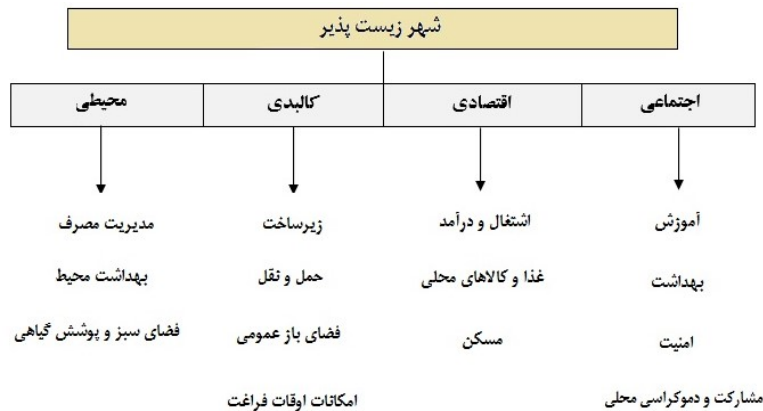 شهر زیست پذیر
اجتماعی
اقتصادی
کالبدی
محیطی
آموزش
اشتغال و درآمد
زیرساخت
مدیریت مصرف
بهداشت
غذا و کالاهای محلی
حمل و نقل
بهداشت محیط
امنیت
مسکن
فضای باز عمومی
فضای سبز و پوشش گیاهی
مشارکت و دموکراسی محلی
امکاتات اوقات فراغت